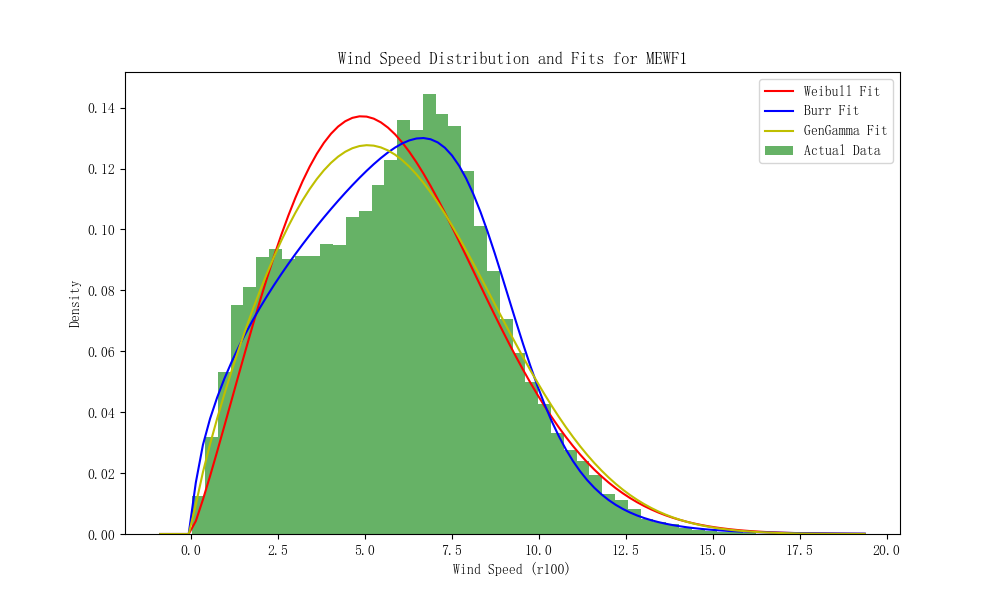 Wind Speed Distribution and Fits for MEWF1
Weibull Fit
Burr Fit
GenGamma Fit
Actual Data
Density
0.14
0.12
0.10
0.08
0.06
0.04
0.02
0.00
0.0 2.5 5.0 7.5 10.0 12.5 15.0 17.5 20.0
Wind Speed (r100)